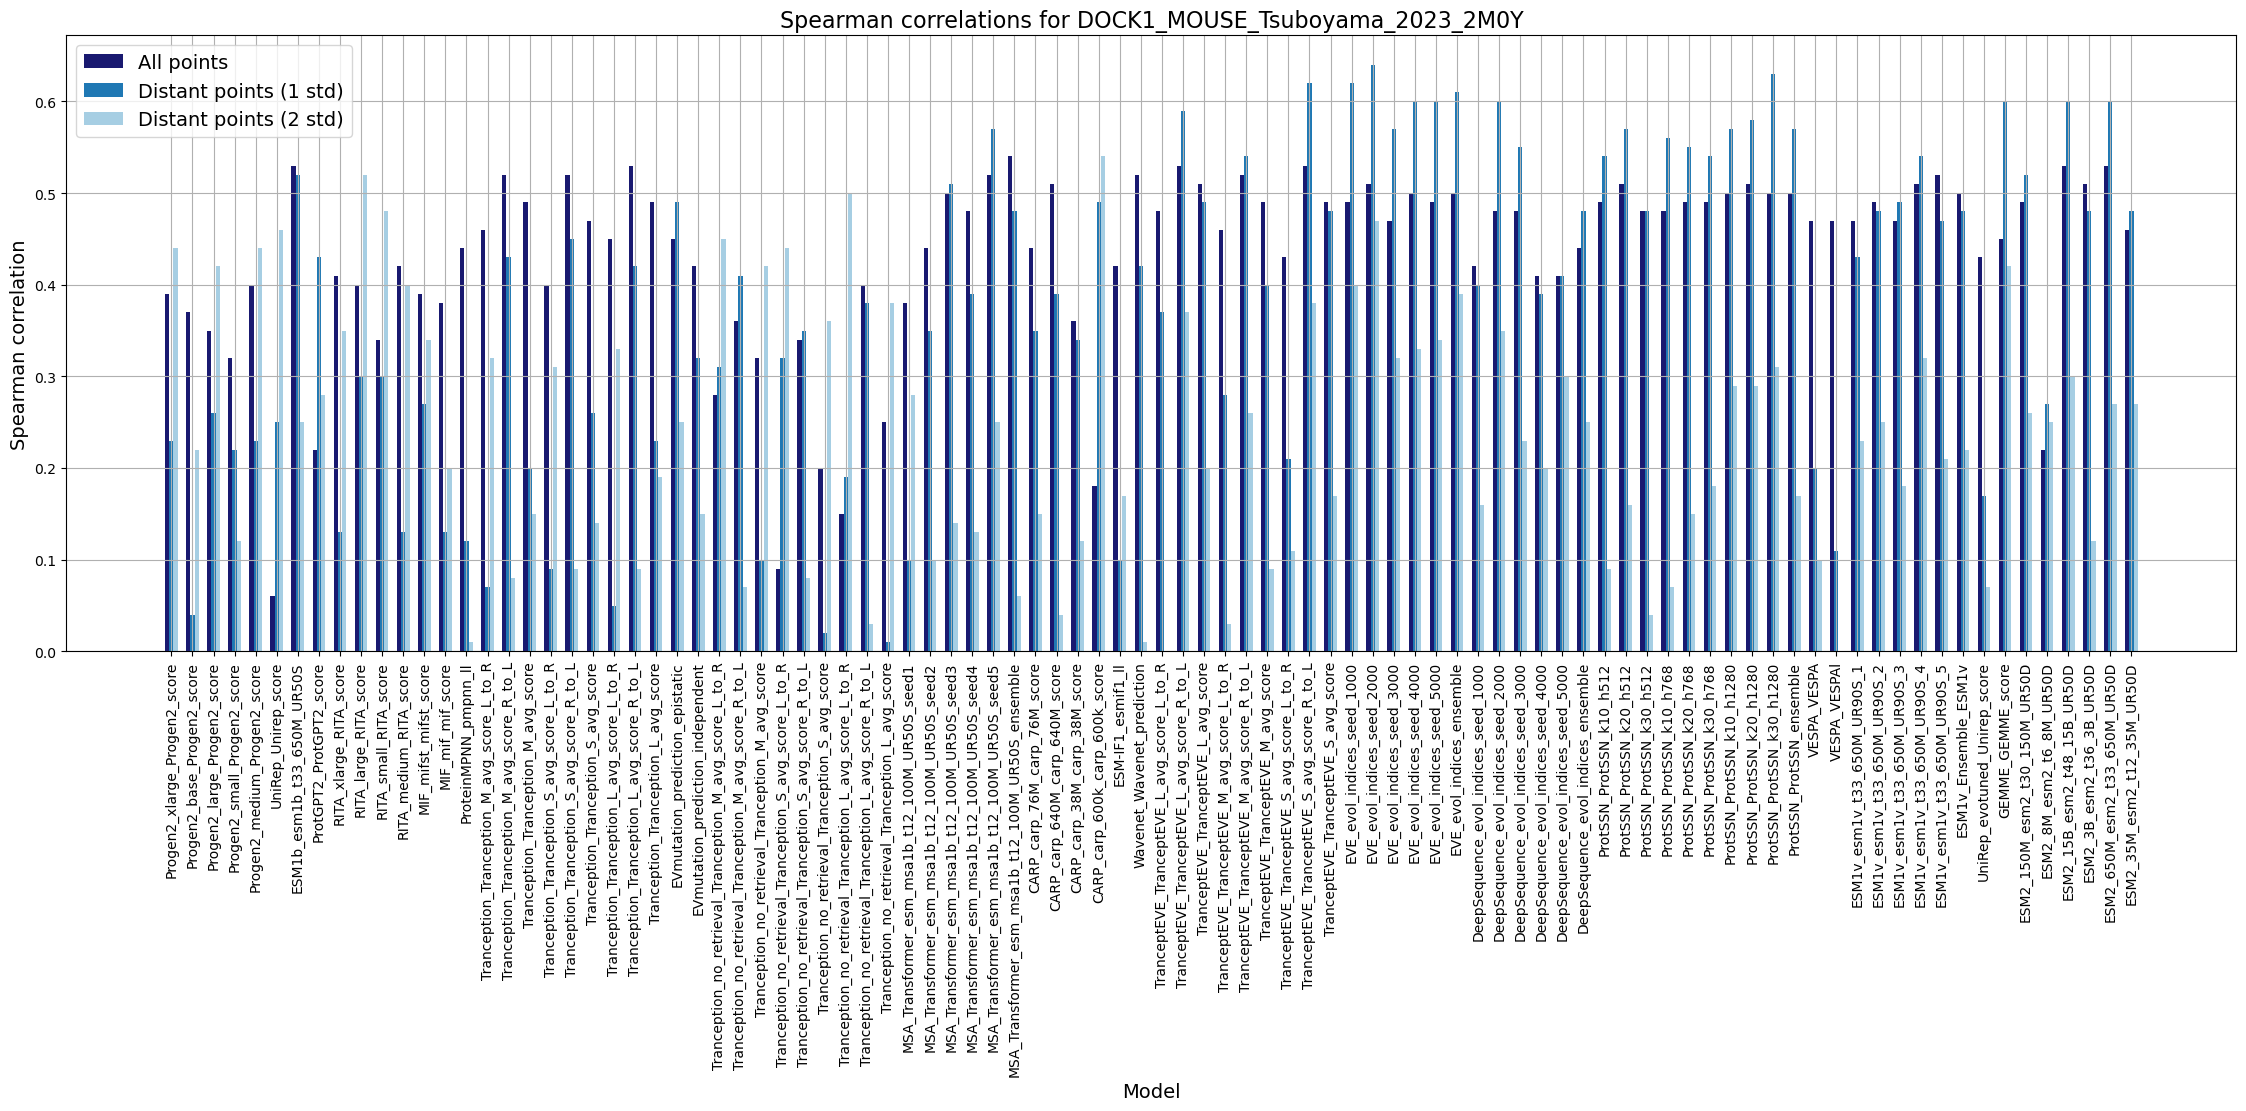 Spearman correlations for DOCK1_MOUSE_Tsuboyama_2023_2M0Y
All points
Distant points (1 std)
Distant points (2 std)
Spearman correlation
0.6
0.5
0.4
0.3
0.2
0.1
0.0
Progen2_xlarge_Progen2_score
Progen2_base_Progen2_score
Progen2_large_Progen2_score
Progen2_small_Progen2_score
Progen2_medium_Progen2_score
UniRep_Unirep_score
ESM1b_esm1b_t33_650M_UR50S
ProtGPT2_ProtGPT2_score
RITA_xlarge_RITA_score
RITA_large_RITA_score
RITA_small_RITA_score
RITA_medium_RITA_score
MIF_mifst_mifst_score
MIF_mif_mif_score
ProteinMPNN_pmpnn_ll
Tranception_Tranception_M_avg_score_L_to_R
Tranception_Tranception_M_avg_score_R_to_L
Tranception_Tranception_M_avg_score
Tranception_Tranception_S_avg_score_L_to_R
Tranception_Tranception_S_avg_score_R_to_L
Tranception_Tranception_S_avg_score
Tranception_Tranception_L_avg_score_L_to_R
Tranception_Tranception_L_avg_score_R_to_L
Tranception_Tranception_L_avg_score
EVmutation_prediction_epistatic
EVmutation_prediction_independent
Tranception_no_retrieval_Tranception_M_avg_score_L_to_R
Tranception_no_retrieval_Tranception_M_avg_score_R_to_L
Tranception_no_retrieval_Tranception_M_avg_score
Tranception_no_retrieval_Tranception_S_avg_score_L_to_R
Tranception_no_retrieval_Tranception_S_avg_score_R_to_L
Tranception_no_retrieval_Tranception_S_avg_score
Tranception_no_retrieval_Tranception_L_avg_score_L_to_R
Tranception_no_retrieval_Tranception_L_avg_score_R_to_L
Tranception_no_retrieval_Tranception_L_avg_score
MSA_Transformer_esm_msa1b_t12_100M_UR50S_seed1
MSA_Transformer_esm_msa1b_t12_100M_UR50S_seed2
MSA_Transformer_esm_msa1b_t12_100M_UR50S_seed3
MSA_Transformer_esm_msa1b_t12_100M_UR50S_seed4
MSA_Transformer_esm_msa1b_t12_100M_UR50S_seed5
MSA_Transformer_esm_msa1b_t12_100M_UR50S_ensemble
CARP_carp_76M_carp_76M_score
CARP_carp_640M_carp_640M_score
CARP_carp_38M_carp_38M_score
CARP_carp_600k_carp_600k_score
ESM-IF1_esmif1_ll
Wavenet_Wavenet_prediction
TranceptEVE_TranceptEVE_L_avg_score_L_to_R
TranceptEVE_TranceptEVE_L_avg_score_R_to_L
TranceptEVE_TranceptEVE_L_avg_score
TranceptEVE_TranceptEVE_M_avg_score_L_to_R
TranceptEVE_TranceptEVE_M_avg_score_R_to_L
TranceptEVE_TranceptEVE_M_avg_score
TranceptEVE_TranceptEVE_S_avg_score_L_to_R
TranceptEVE_TranceptEVE_S_avg_score_R_to_L
TranceptEVE_TranceptEVE_S_avg_score
EVE_evol_indices_seed_1000
EVE_evol_indices_seed_2000
EVE_evol_indices_seed_3000
EVE_evol_indices_seed_4000
EVE_evol_indices_seed_5000
EVE_evol_indices_ensemble
DeepSequence_evol_indices_seed_1000
DeepSequence_evol_indices_seed_2000
DeepSequence_evol_indices_seed_3000
DeepSequence_evol_indices_seed_4000
DeepSequence_evol_indices_seed_5000
DeepSequence_evol_indices_ensemble
ProtSSN_ProtSSN_k10_h512
ProtSSN_ProtSSN_k20_h512
ProtSSN_ProtSSN_k30_h512
ProtSSN_ProtSSN_k10_h768
ProtSSN_ProtSSN_k20_h768
ProtSSN_ProtSSN_k30_h768
ProtSSN_ProtSSN_k10_h1280
ProtSSN_ProtSSN_k20_h1280
ProtSSN_ProtSSN_k30_h1280
ProtSSN_ProtSSN_ensemble
VESPA_VESPA
VESPA_VESPAl
ESM1v_esm1v_t33_650M_UR90S_1
ESM1v_esm1v_t33_650M_UR90S_2
ESM1v_esm1v_t33_650M_UR90S_3
ESM1v_esm1v_t33_650M_UR90S_4
ESM1v_esm1v_t33_650M_UR90S_5
ESM1v_Ensemble_ESM1v
UniRep_evotuned_Unirep_score
GEMME_GEMME_score
ESM2_150M_esm2_t30_150M_UR50D
ESM2_8M_esm2_t6_8M_UR50D
ESM2_15B_esm2_t48_15B_UR50D
ESM2_3B_esm2_t36_3B_UR50D
ESM2_650M_esm2_t33_650M_UR50D
ESM2_35M_esm2_t12_35M_UR50D
Model